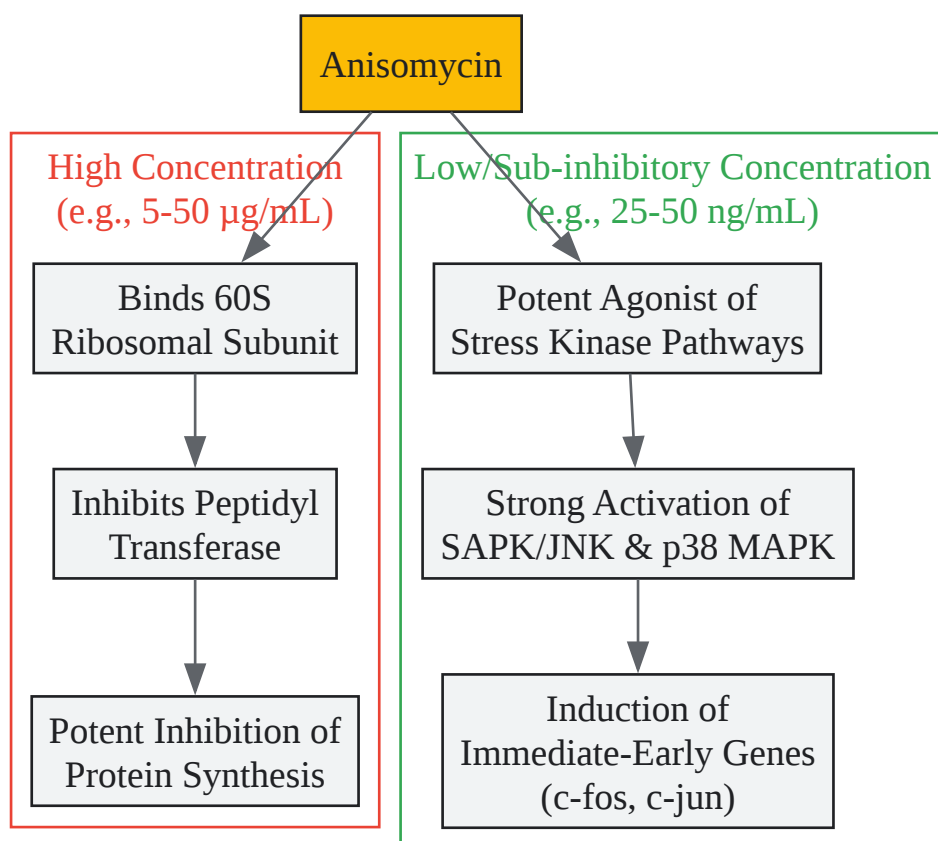 Anisomycin
High Concentration
(e.g., 5-50 µg/mL)
Binds 60S
Ribosomal Subunit
Inhibits Peptidyl
Transferase
Potent Inhibition of
Protein Synthesis
Low/Sub-inhibitory Concentration
(e.g., 25-50 ng/mL)
Potent Agonist of
Stress Kinase Pathways
Strong Activation of
SAPK/JNK & p38 MAPK
Induction of
Immediate-Early Genes
(c-fos, c-jun)